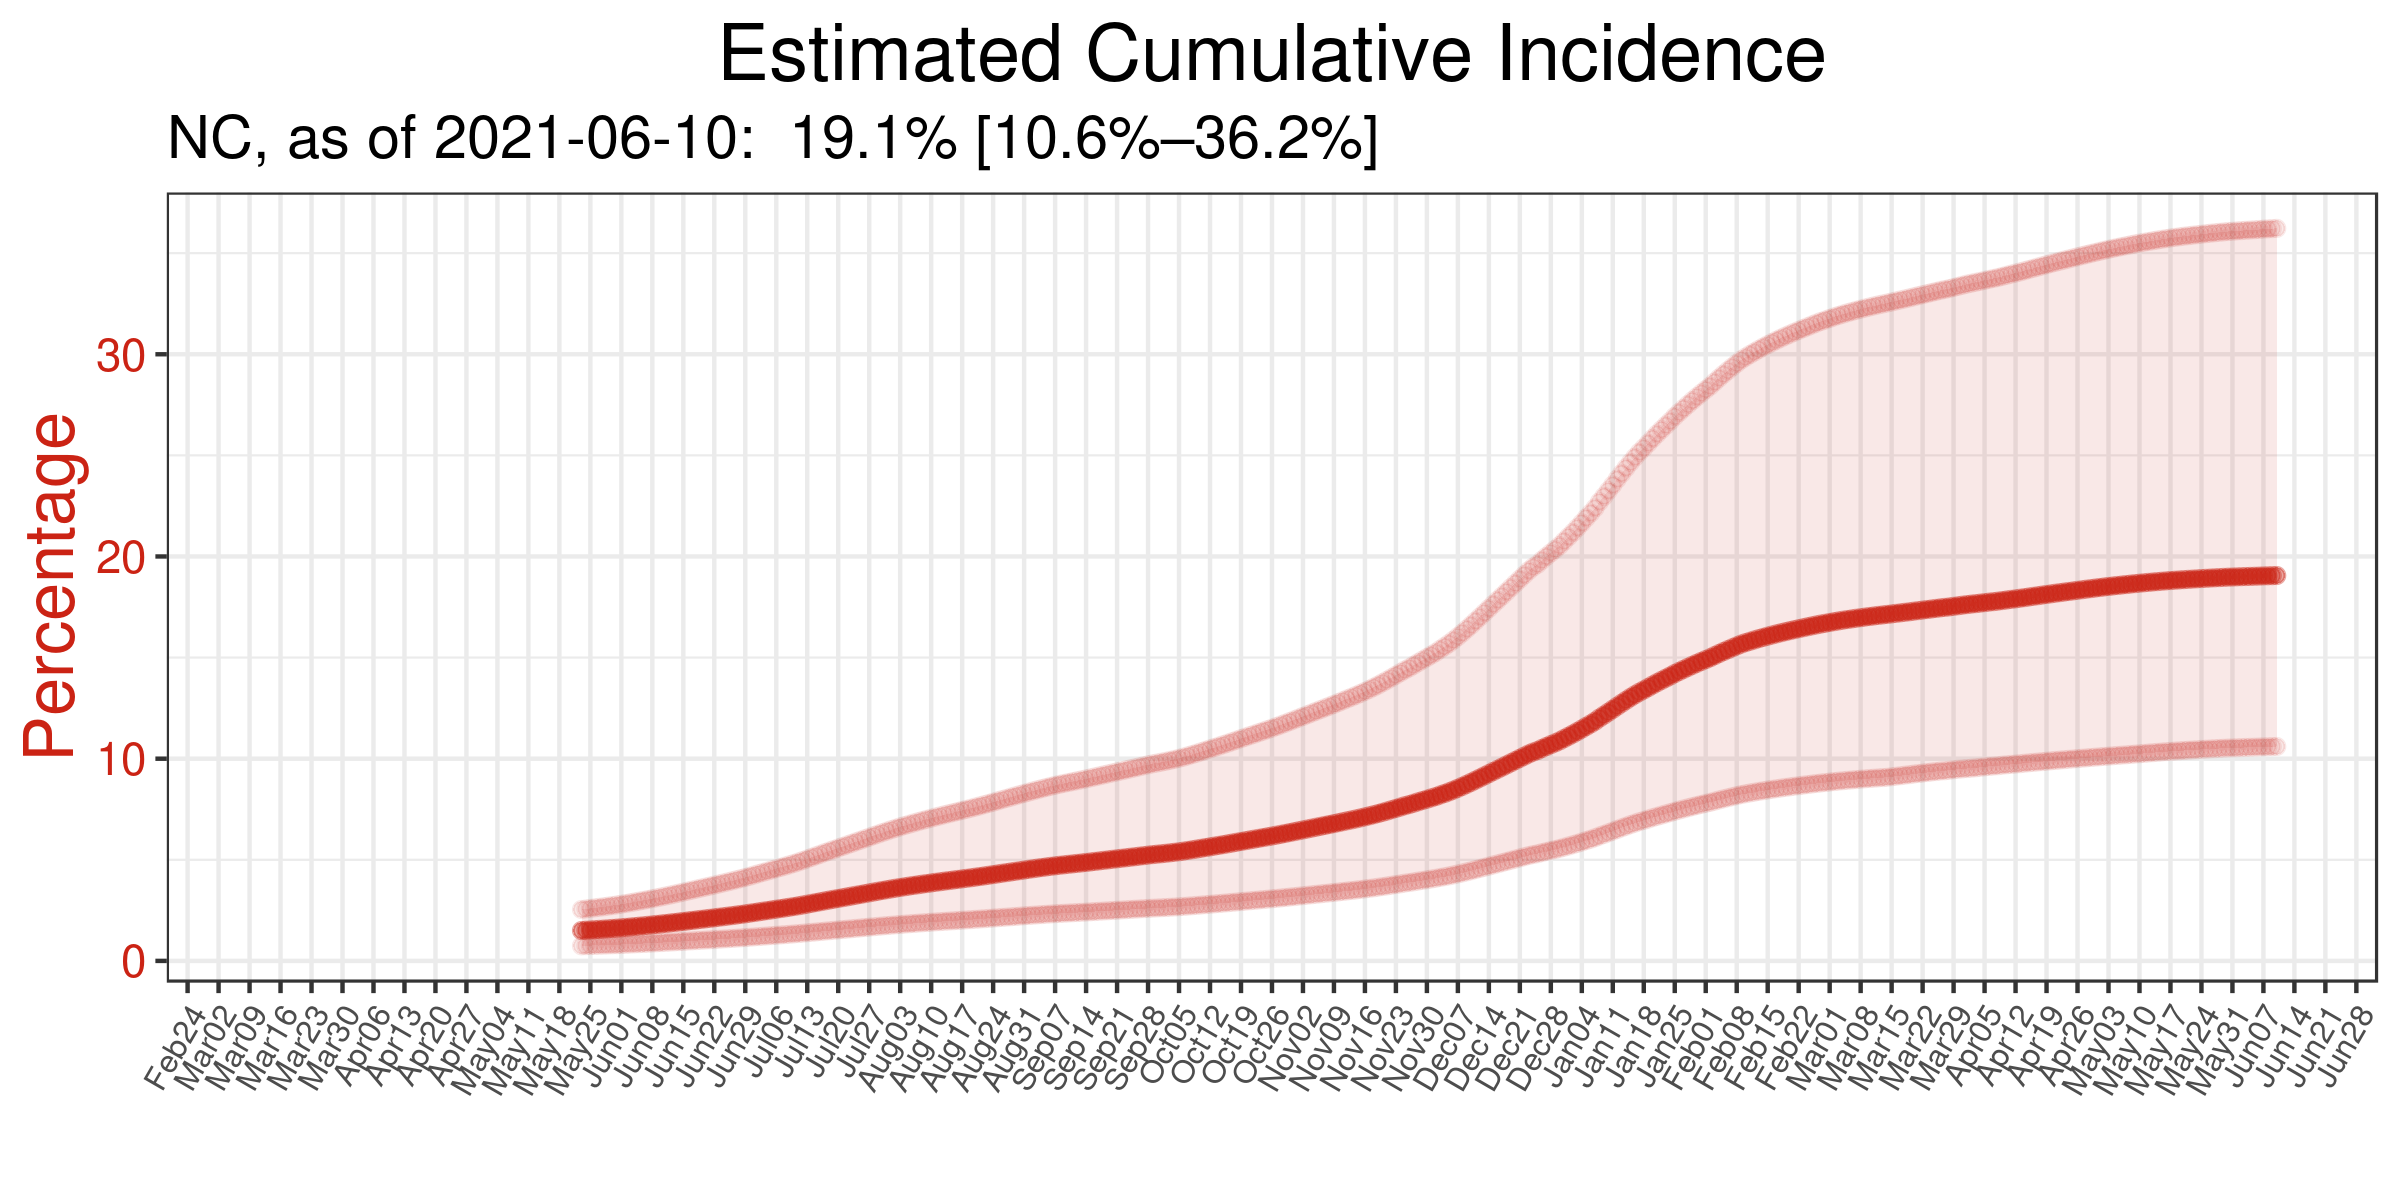 Estimated Cumulative Incidence
NC, as of 2021-06-10:  19.1% [10.6%–36.2%]
Percentage
30
20
10
0
Feb24
Mar02
Mar09
Mar16
Mar23
Mar30
Apr06
Apr13
Apr20
Apr27
May04
May11
May18
May25
Jun01
Jun08
Jun15
Jun22
Jun29
Jul06
Jul13
Jul20
Jul27
Aug03
Aug10
Aug17
Aug24
Aug31
Sep07
Sep14
Sep21
Sep28
Oct05
Oct12
Oct19
Oct26
Nov02
Nov09
Nov16
Nov23
Nov30
Dec07
Dec14
Dec21
Dec28
Jan04
Jan11
Jan18
Jan25
Feb01
Feb08
Feb15
Feb22
Mar01
Mar08
Mar15
Mar22
Mar29
Apr05
Apr12
Apr19
Apr26
May03
May10
May17
May24
May31
Jun07
Jun14
Jun21
Jun28